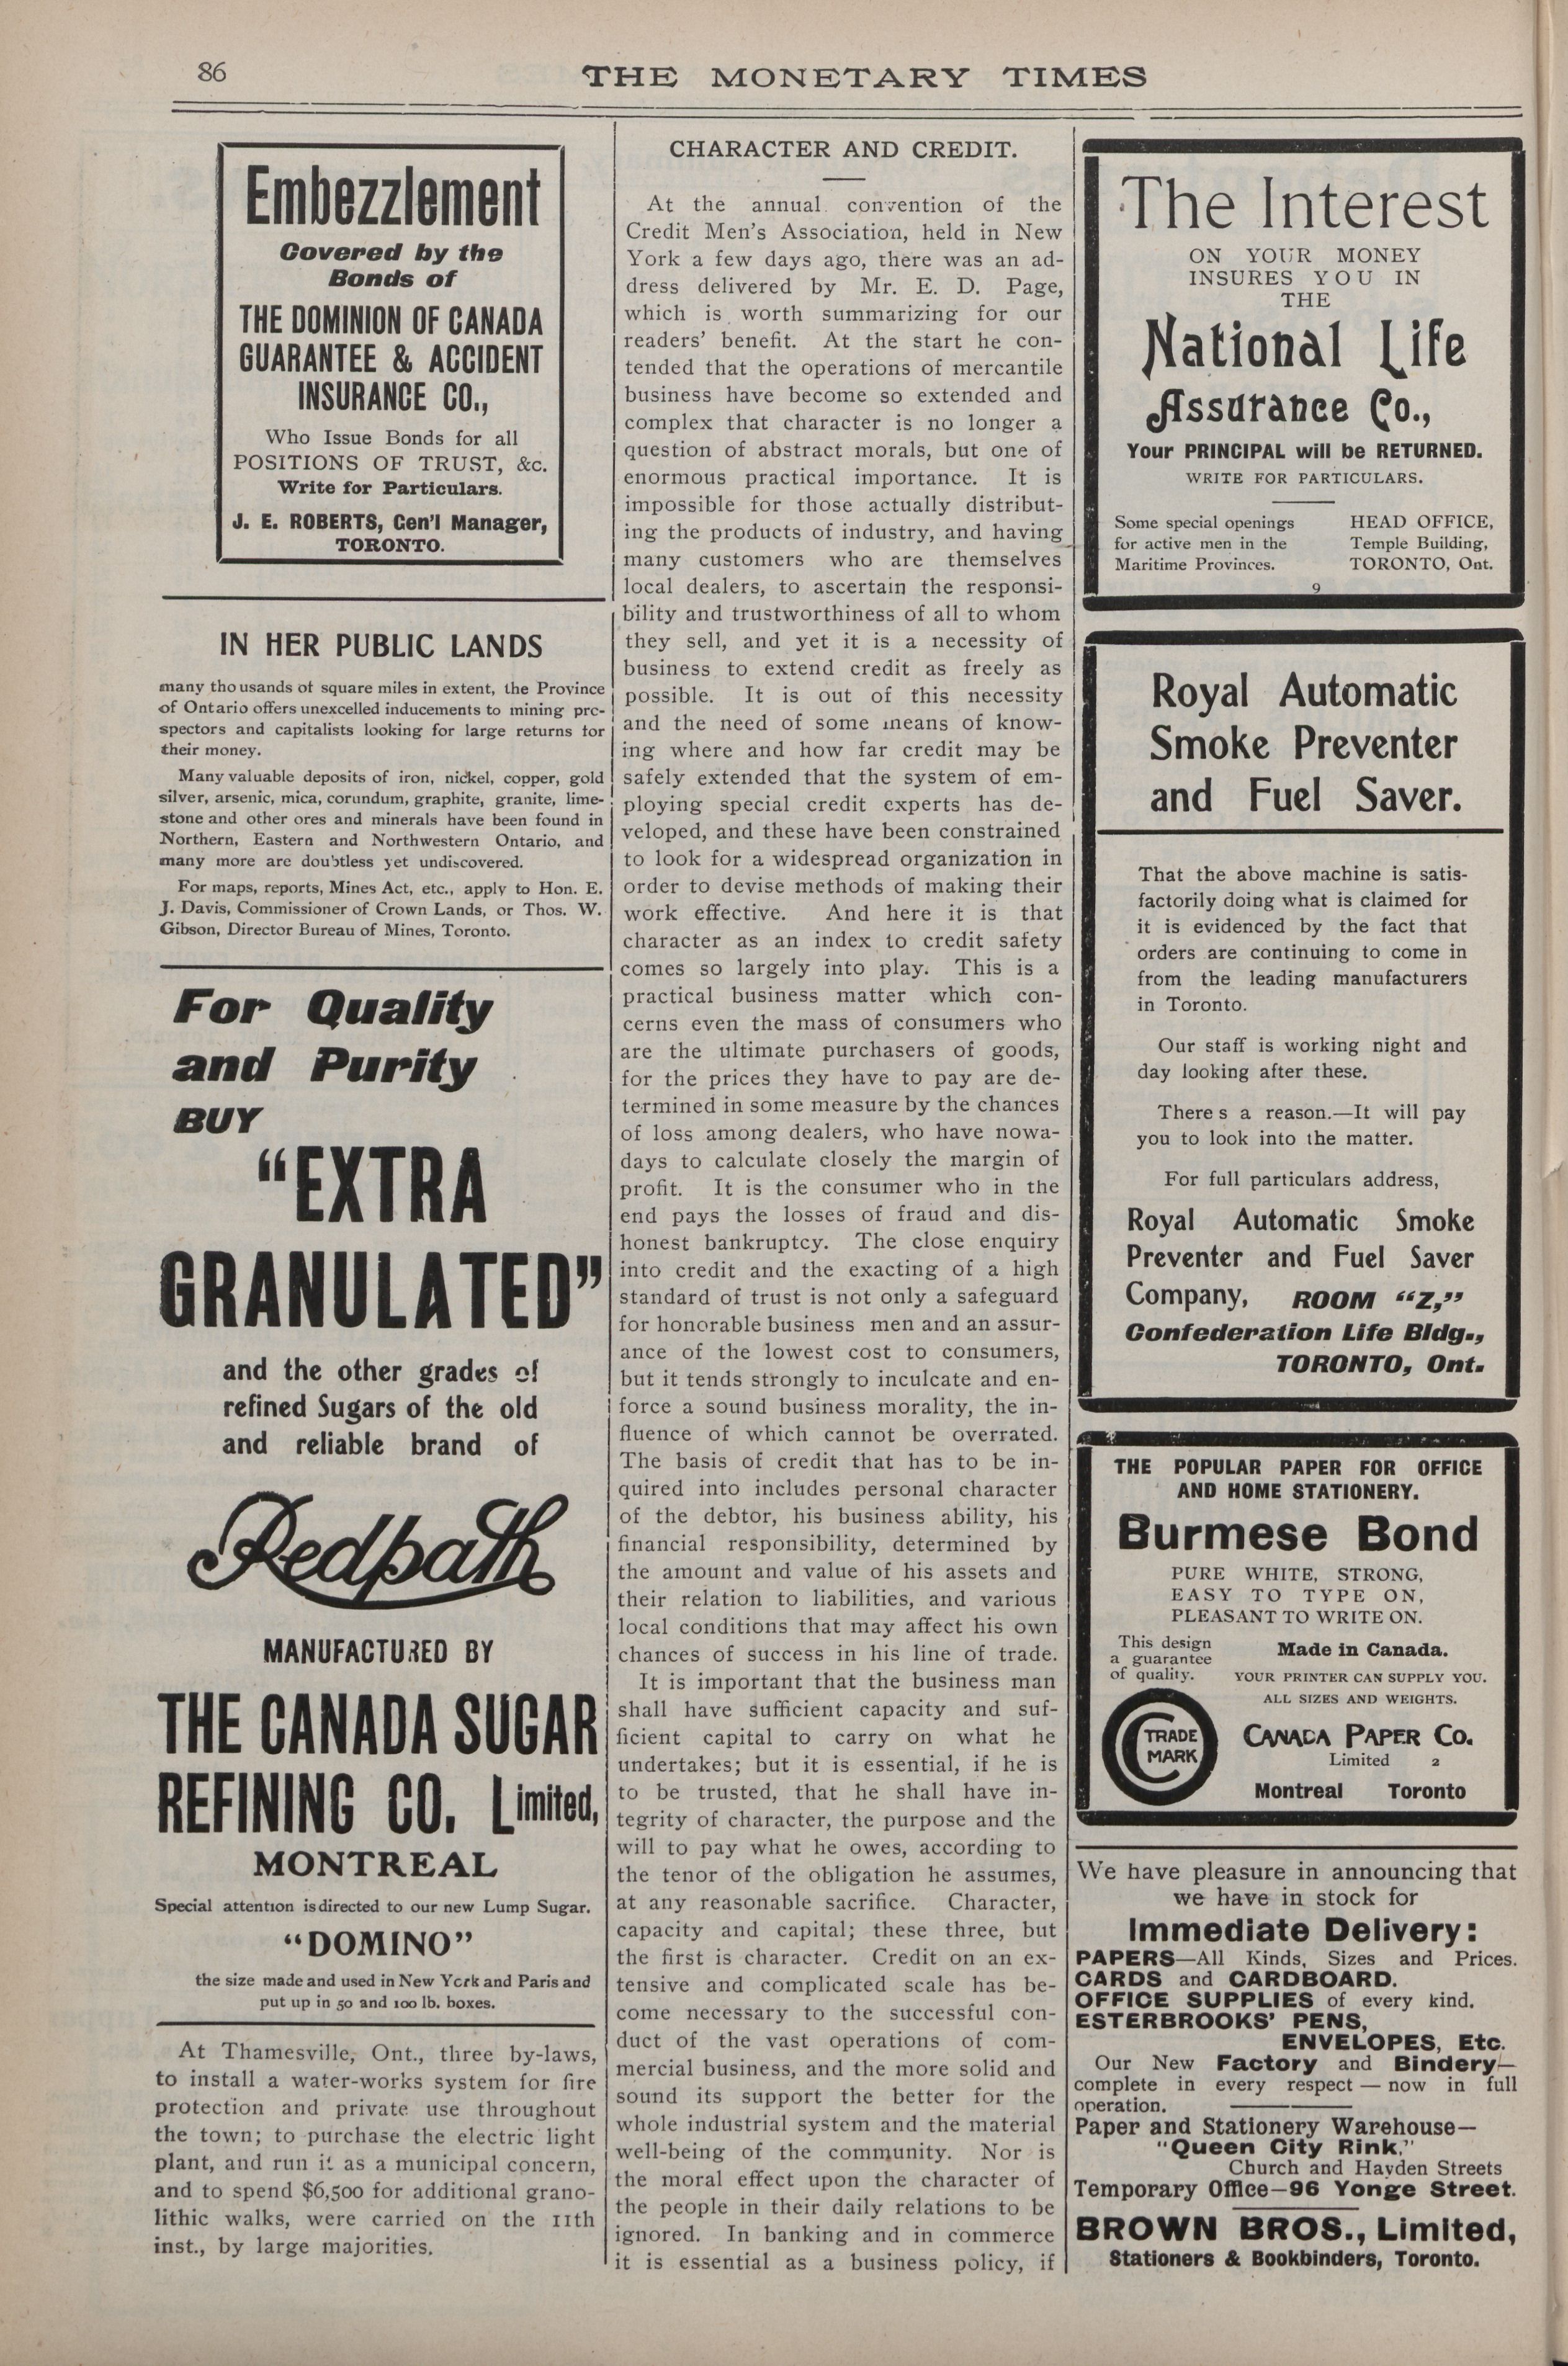 86
THE MONETARY TIMES
Embezzlement
Covered by the
Bonds of
THE DOMINION OF CANADA
GUARANTEE & ACCIDENT
INSURANCE CO.,
Who Issue Bonds for all
POSITIONS OF TRUST, &c.
Write for Particulars.
J. E. ROBERTS, Gen'l Manager,
TORONTO.
IN HER PUBLIC LANDS
many thousands of square miles in extent, the Province
of Ontario offers unexcelled inducements to mining pro-
spectors and capitalists looking for large returns for
their money.
Many valuable deposits of iron, nickel, copper, gold
silver, arsenic, mica, corundum, graphite, granite, lime-
stone and other ores and minerals have been found in
Northern, Eastern and Northwestern Ontario, and
many more are doubtless yet undiscovered.
For maps, reports, Mines Act, etc., apply to Hon. E.
J. Davis, Commissioner of Crown Lands, or Thos. W.
Gibson, Director Bureau of Mines, Toronto.
For Quality
and Purity
BUY
“EXTRA
GRANULATED”
and the other grades of
refined Sugars of the old
and reliable brand of
Redpath
MANUFACTURED BY
THE CANADA SUGAR
REFINING CO. Limited,
MONTREAL
Special attention is directed to our new Lump Sugar.
“DOMINO”
the size made and used in New York and Paris and
put up in 50 and 100 lb. boxes.
At Thamesville, Ont., three by-laws,
to install a water-works system for fire
protection and private use throughout
the town; to purchase the electric light
plant, and run it as a municipal concern,
and to spend $6,500 for additional grano-
lithic walks, were carried on the 11th
inst., by large majorities.
CHARACTER AND CREDIT.
At the annual convention of the
Credit Men's Association, held in New
York a few days ago, there was an ad-
dress delivered by Mr. E. D. Page,
which is worth summarizing for our
readers' benefit. At the start he con-
tended that the operations of mercantile
business have become so extended and
complex that character is no longer a
question of abstract morals, but one of
enormous practical importance. It is
impossible for those actually distribut-
ing the products of industry, and having
many customers who are themselves
local dealers, to ascertain the responsi-
bility and trustworthiness of all to whom
they sell, and yet it is a necessity of
business to extend credit as freely as
possible. It is out of this necessity
and the need of some means of know-
ing where and how far credit may be
safely extended that the system of em-
ploying special credit experts has de-
veloped, and these have been constrained
to look for a widespread organization in
order to devise methods of making their
work effective. And here it is that
character as an index to credit safety
comes so largely into play. This is a
practical business matter which con-
cerns even the mass of consumers who
are the ultimate purchasers of goods,
for the prices they have to pay are de-
termined in some measure by the chances
of loss among dealers, who have nowa-
days to calculate closely the margin of
profit. It is the consumer who in the
end pays the losses of fraud and dis-
honest bankruptcy. The close enquiry
into credit and the exacting of a high
standard of trust is not only a safeguard
for honorable business men and an assur-
ance of the lowest cost to consumers,
but it tends strongly to inculcate and en-
force a sound business morality, the in-
fluence of which cannot be overrated.
The basis of credit that has to be in-
quired into includes personal character
of the debtor, his business ability, his
financial responsibility, determined by
the amount and value of his assets and
their relation to liabilities, and various
local conditions that may affect his own
chances of success in his line of trade.
It is important that the business man
shall have sufficient capacity and suf-
ficient capital to carry on what he
undertakes; but it is essential, if he is
to be trusted, that he shall have in-
tegrity of character, the purpose and the
will to pay what he owes, according to
the tenor of the obligation he assumes,
at any reasonable sacrifice. Character,
capacity and capital; these three, but
the first is character. Credit on an ex-
tensive and complicated scale has be-
come necessary to the successful con-
duct of the vast operations of com-
mercial business, and the more solid and
sound its support the better for the
whole industrial system and the material
well-being of the community. Nor is
the moral effect upon the character of
the people in their daily relations to be
ignored. In banking and in commerce
it is essential as a business policy, if
The Interest
ON YOUR MONEY
INSURES YOU IN
THE
National Life
Assurance Co.,
Your PRINCIPAL will be RETURNED.
WRITE FOR PARTICULARS.
Some special openings
for active men in the
Maritime Provinces.
HEAD OFFICE,
Temple Building,
TORONTO, Ont.
9
Royal Automatic
Smoke Preventer
and Fuel Saver.
That the above machine is satis-
factorily doing what is claimed for
it is evidenced by the fact that
orders are continuing to come in
from the leading manufacturers
in Toronto.
Our staff is working night and
day looking after these.
There s a reason.—It will pay
you to look into the matter.
For full particulars address,
Royal Automatic Smoke
Preventer and Fuel Saver
Company, ROOM “Z,”
Confederation Life Bldg.,
TORONTO, Ont.
THE POPULAR PAPER FOR OFFICE
AND HOME STATIONERY.
Burmese Bond
PURE WHITE, STRONG,
EASY TO TYPE ON,
PLEASANT TO WRITE ON.
This design
a guarantee
of quality.
TRADE
MARK
Made in Canada.
YOUR PRINTER CAN SUPPLY YOU.
ALL SIZES AND WEIGHTS.
CANADA PAPER CO.
Limited 2
Montreal Toronto
We have pleasure in announcing that
we have in stock for
Immediate Delivery:
PAPERS—All Kinds, Sizes and Prices.
CARDS and CARDBOARD.
OFFICE SUPPLIES of every kind.
ESTERBROOKS' PENS,
ENVELOPES, Etc.
Our New Factory and Bindery—
complete in every respect — now in full
operation.
Paper and Stationery Warehouse—
"Queen City Rink,"
Church and Hayden Streets
Temporary Office—96 Yonge Street.
BROWN BROS., Limited,
Stationers & Bookbinders, Toronto.